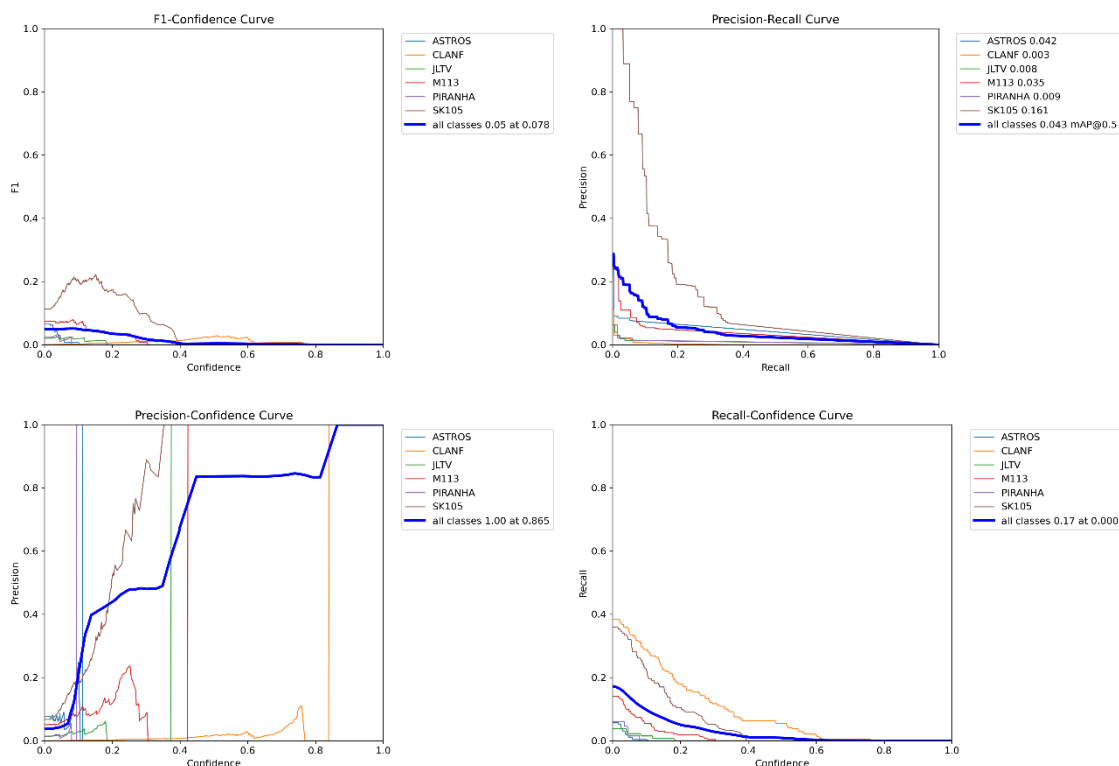 F1-Confidence Curve
1.0
0.8
0.6
0.4
0.2
0.0
F1
0.0 0.2 0.4 0.6 0.8 1.0
Confidence
ASTROS
CLANF
JLTV
M113
PIRANHA
SK105
all classes 0.05 at 0.078
Precision-Recall Curve
1.0
0.8
0.6
0.4
0.2
0.0
Precision
0.0 0.2 0.4 0.6 0.8 1.0
Recall
ASTROS 0.042
CLANF 0.003
JLTV 0.008
M113 0.035
PIRANHA 0.009
SK105 0.161
all classes 0.043 mAP@0.5
Precision-Confidence Curve
1.0
0.8
0.6
0.4
0.2
0.0
Precision
0.0 0.2 0.4 0.6 0.8 1.0
Confidence
ASTROS
CLANF
JLTV
M113
PIRANHA
SK105
all classes 1.00 at 0.865
Recall-Confidence Curve
1.0
0.8
0.6
0.4
0.2
0.0
Recall
0.0 0.2 0.4 0.6 0.8 1.0
Confidence
ASTROS
CLANF
JLTV
M113
PIRANHA
SK105
all classes 0.17 at 0.000